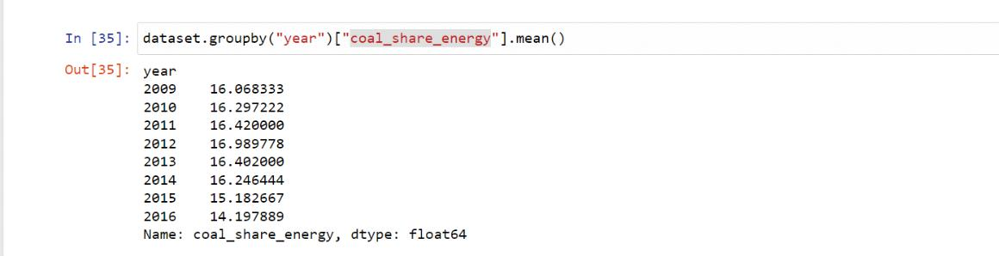 In [35]: dataset.groupby("year")["coal_share_energy"].mean()
Out[35]: year
2009    16.068333
2010    16.297222
2011    16.420000
2012    16.989778
2013    16.402000
2014    16.246444
2015    15.182667
2016    14.197889
Name: coal_share_energy, dtype: float64